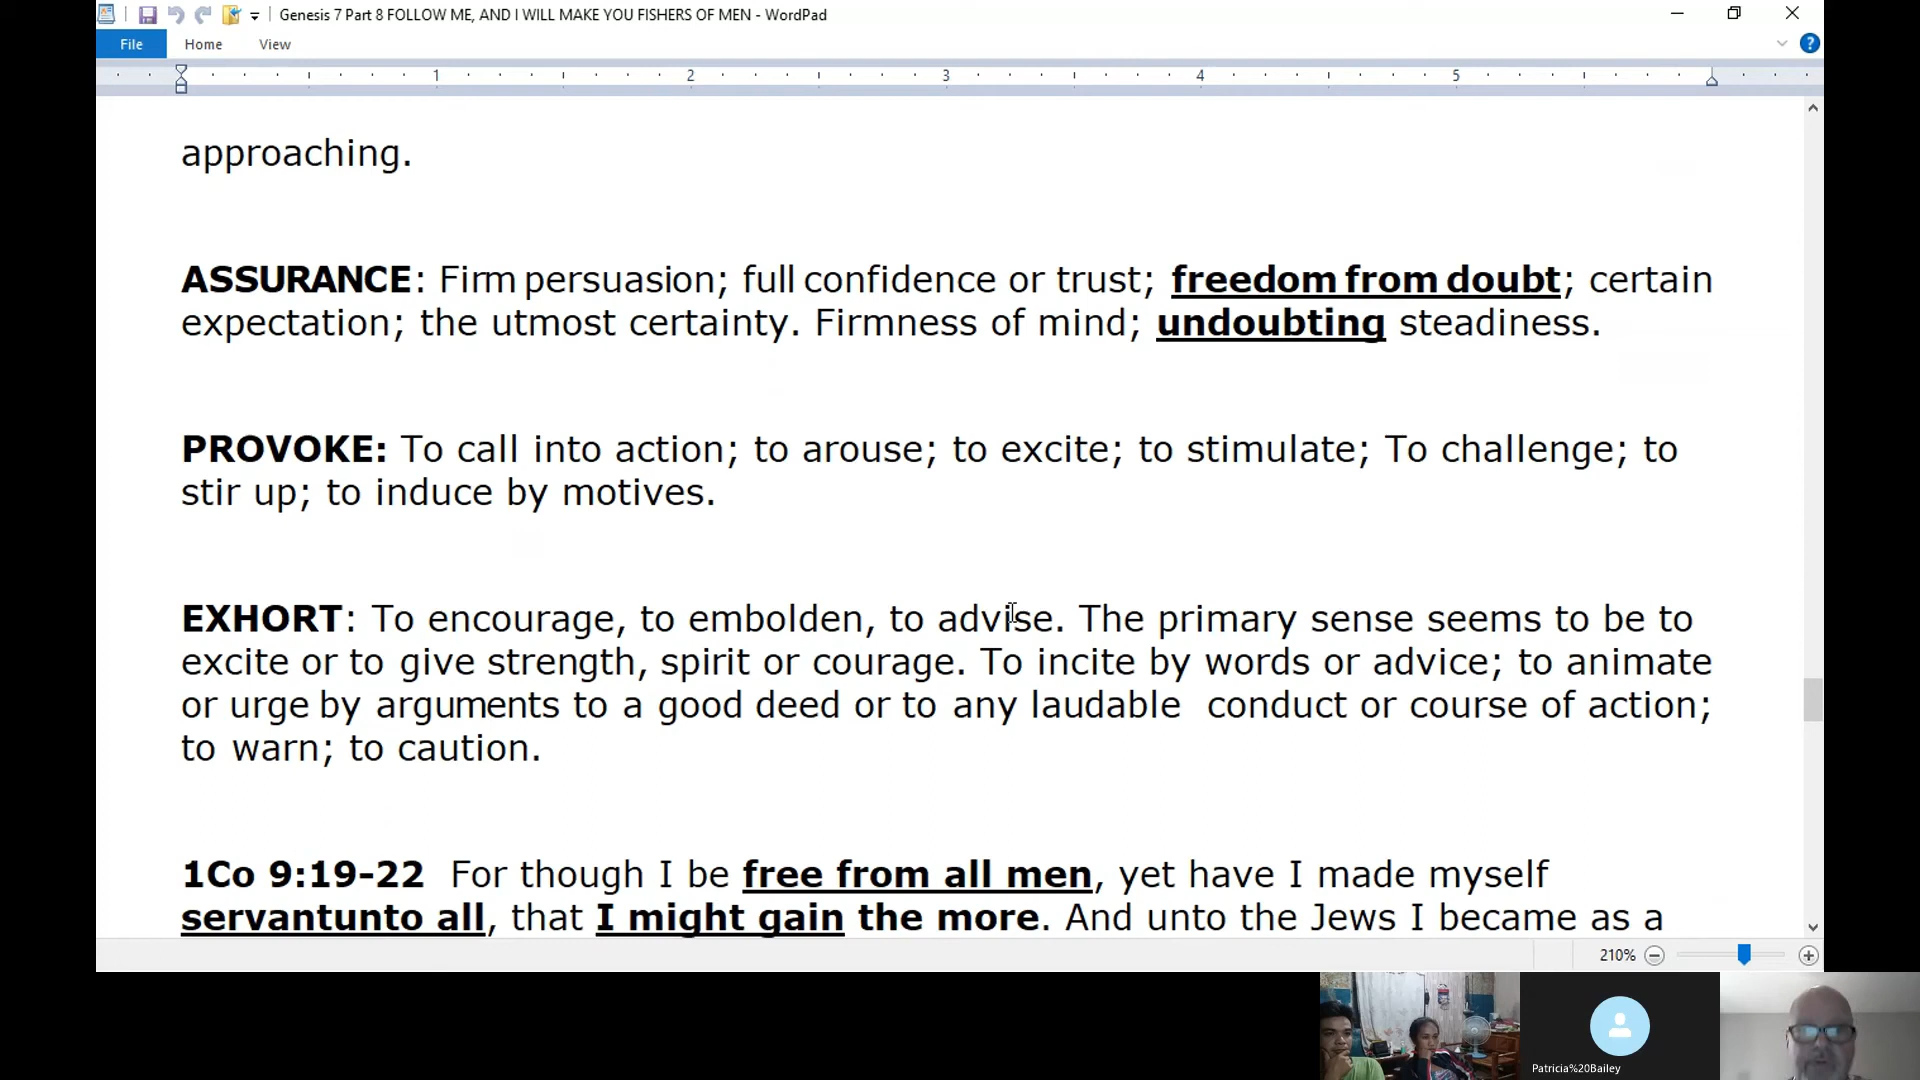 Genesis 7 Part 8 FOLLOW ME, AND I WILL MAKE YOU FISHERS OF MEN - WordPad
File Home View
1 2 3 4 5
approaching.
ASSURANCE: Firm persuasion; full confidence or trust; freedom from doubt; certain
expectation; the utmost certainty. Firmness of mind; undoubting steadiness.
PROVOKE: To call into action; to arouse; to excite; to stimulate; To challenge; to
stir up; to induce by motives.
EXHORT: To encourage, to embolden, to advise. The primary sense seems to be to
excite or to give strength, spirit or courage. To incite by words or advice; to animate
or urge by arguments to a good deed or to any laudable conduct or course of action;
to warn; to caution.
1Co 9:19-22 For though I be free from all men, yet have I made myself
servantunto all, that I might gain the more. And unto the Jews I became as a
210%
Patricia%20Bailey